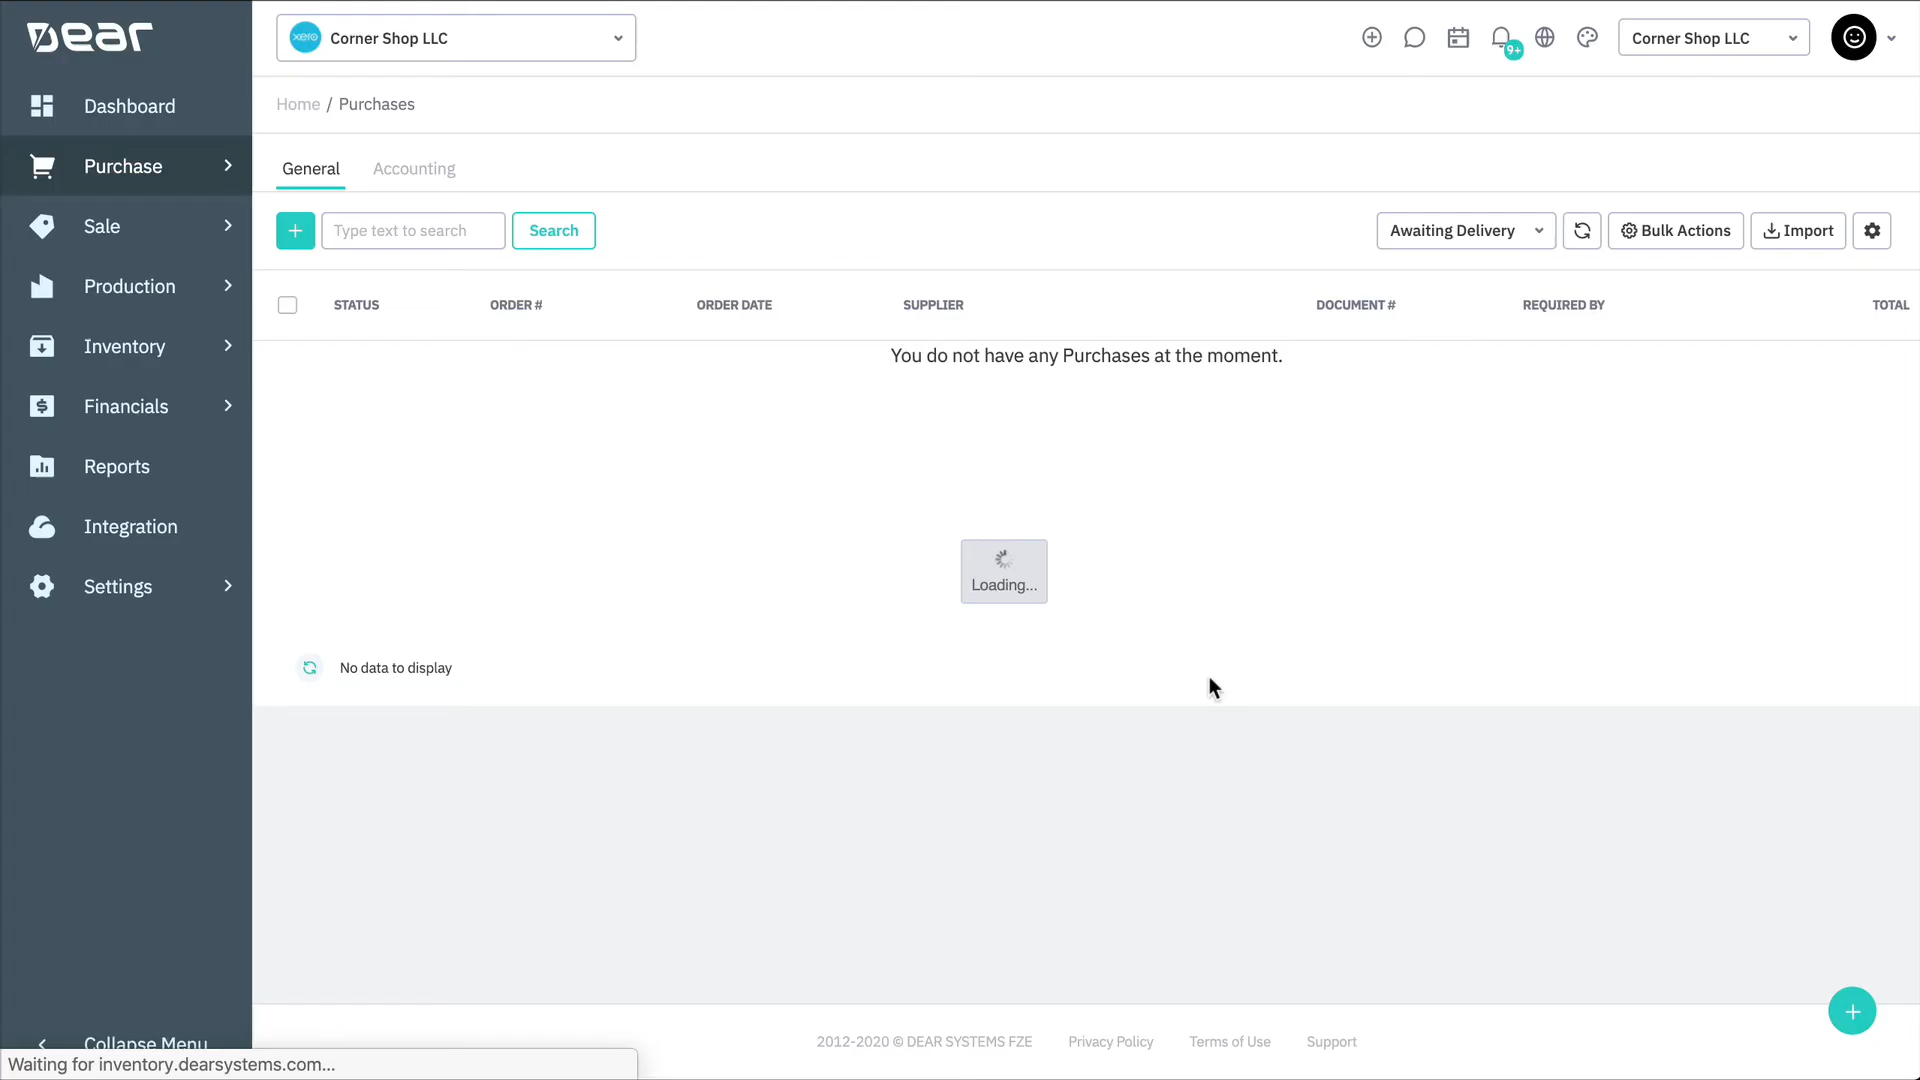 Dear
xero Corner Shop LLC
9+
Corner Shop LLC
Home / Purchases
General
Accounting
Type text to search
Search
Awaiting Delivery
Bulk Actions
Import
STATUS
ORDER #
ORDER DATE
SUPPLIER
DOCUMENT #
REQUIRED BY
TOTAL
You do not have any Purchases at the moment.
Loading...
No data to display
Dashboard
Purchase
Sale
Production
Inventory
Financials
Reports
Integration
Settings
Collapse Menu
2012-2020 © DEAR SYSTEMS FZE
Privacy Policy
Terms of Use
Support
Waiting for inventory.dearsystems.com...